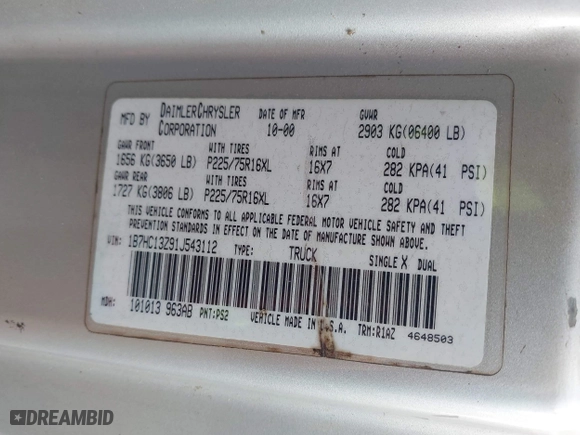 MFD BY DAIMLERCHRYSLER CORPORATION DATE OF MFR 10-00 GVWR 2903 KG(06400 LB)
GAWR FRONT WITH TIRES RIMS AT COLD
1656 KG(3650 LB) P225/75R16XL 16X7 282 KPA(41 PSI)
GAWR REAR WITH TIRES RIMS AT COLD
1727 KG(3806 LB) P225/75R16XL 16X7 282 KPA(41 PSI)
THIS VEHICLE CONFORMS TO ALL APPLICABLE FEDERAL MOTOR VEHICLE SAFETY AND THEFT
PREVENTION STANDARDS IN EFFECT ON THE DATE OF MANUFACTURE SHOWN ABOVE.
VIN: 1B7HC13Z91J543112 TYPE: TRUCK SINGLE X DUAL
MDH: 101013 963AB PNT:PS2 VEHICLE MADE IN U.S.A. TRM:R1AZ 4648503
DREAMBID